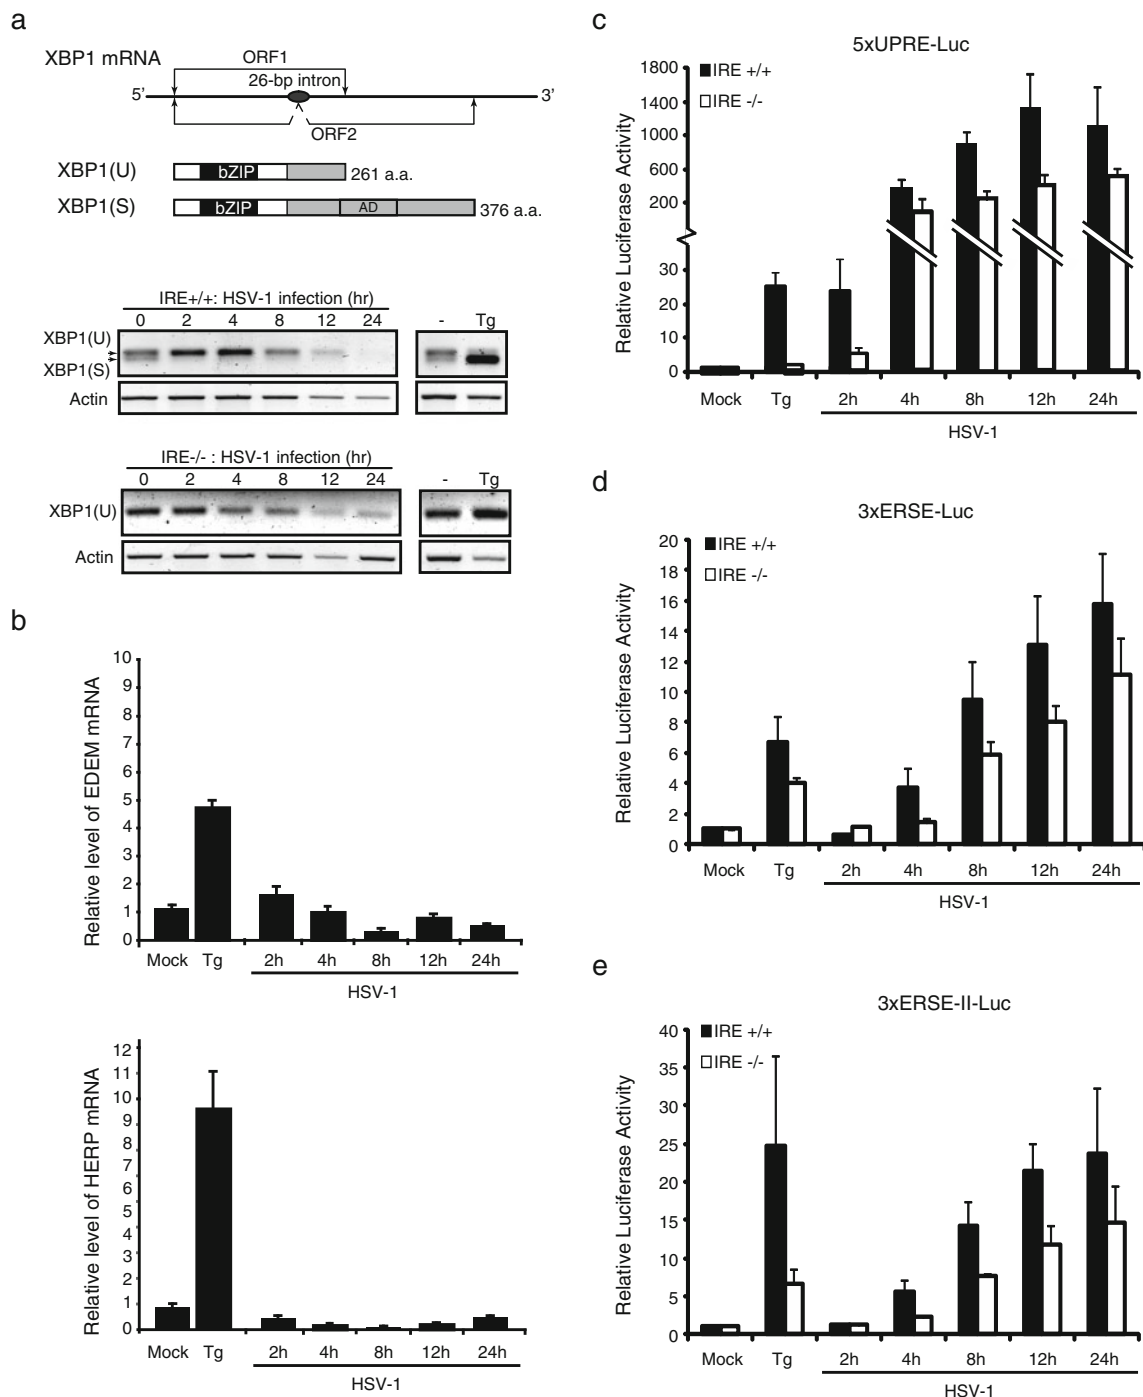 a
XBP1 mRNA
ORF1
26-bp intron
5'
3'
ORF2
XBP1(U)
bZIP
261 a.a.
XBP1(S)
bZIP
AD
376 a.a.
IRE+/+: HSV-1 infection (hr)
0 2 4 8 12 24
- Tg
XBP1(U)
XBP1(S)
Actin
IRE-/- : HSV-1 infection (hr)
0 2 4 8 12 24
- Tg
XBP1(U)
Actin
b
Relative level of EDEM mRNA
10
9
8
7
6
5
4
3
2
1
0
Mock Tg 2h 4h 8h 12h 24h
HSV-1
Relative level of HERP mRNA
12
11
10
9
8
7
6
5
4
3
2
1
0
Mock Tg 2h 4h 8h 12h 24h
HSV-1
c
5xUPRE-Luc
IRE +/+
IRE -/-
Relative Luciferase Activity
1800
1400
1000
600
200
30
20
10
0
Mock Tg 2h 4h 8h 12h 24h
HSV-1
d
3xERSE-Luc
IRE +/+
IRE -/-
Relative Luciferase Activity
20
18
16
14
12
10
8
6
4
2
0
Mock Tg 2h 4h 8h 12h 24h
HSV-1
e
3xERSE-II-Luc
IRE +/+
IRE -/-
Relative Luciferase Activity
40
35
30
25
20
15
10
5
0
Mock Tg 2h 4h 8h 12h 24h
HSV-1